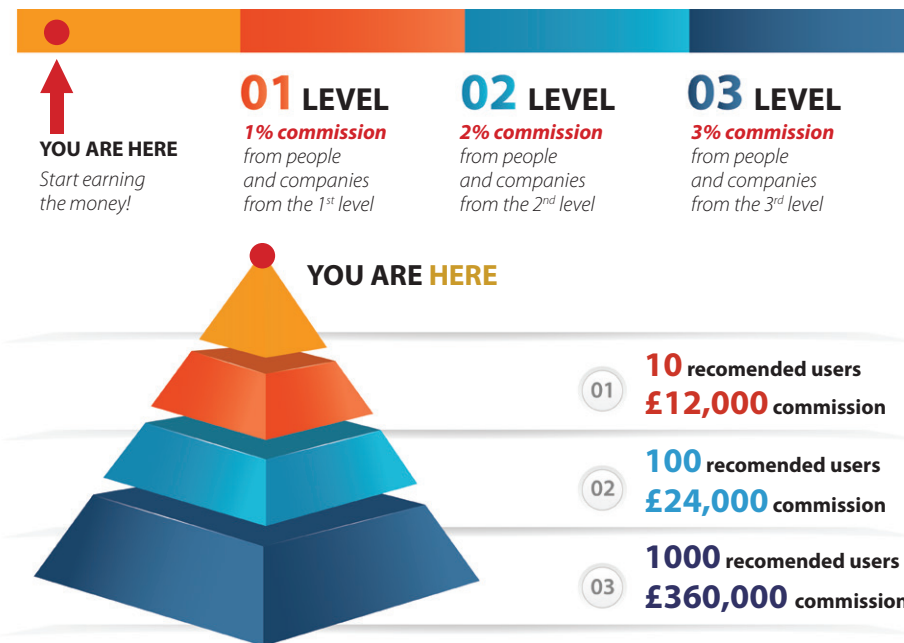 01 LEVEL
02 LEVEL
03 LEVEL
YOU ARE HERE
Start earning
the money!
1% commission
from people
and companies
from the 1st level
2% commission
from people
and companies
from the 2nd level
3% commission
from people
and companies
from the 3rd level
YOU ARE HERE
01
10 recomended users
£12,000 commission
02
100 recomended users
£24,000 commission
03
1000 recomended users
£360,000 commission